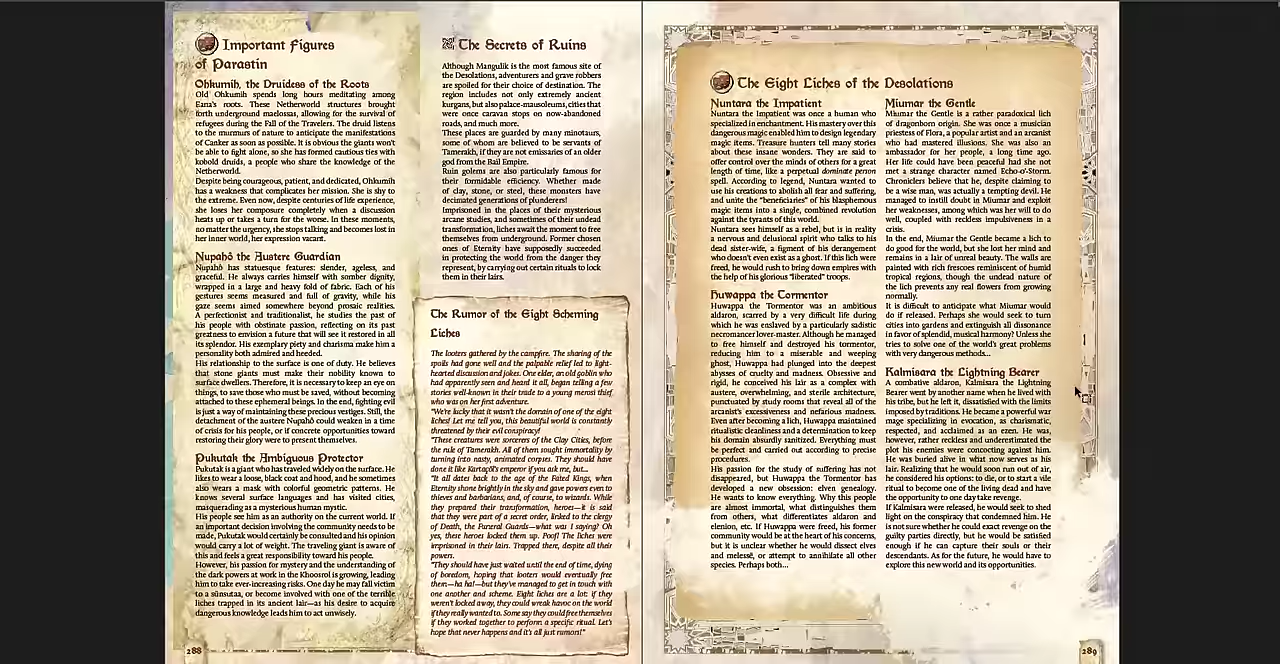 Important Figures
of Parastin
Ohkumih, the Druidess of the Roots
Old Ohkumih spends long hours meditating among
Eana's roots. These Netherworld structures brought
forth underground maelossas, allowing for the survival of
refugees during the Fall of the Travelers. The druid listens
to the murmurs of nature to anticipate the manifestations
of Canker as soon as possible. It is obvious the giants won't
be able to fight alone, so she has formed cautious ties with
kobold druids, a people who share the knowledge of the
Netherworld.
Despite being courageous, patient, and dedicated, Ohkumih
has a weakness that complicates her mission. She is shy to
the extreme. Even now, despite centuries of life experience,
she loses her composure completely when a discussion
heats up or takes a turn for the worse. In these moments,
no matter the urgency, she stops talking and becomes lost in
her inner world, her expression vacant.
Nupahô the Austere Guardian
Nupahô has statuesque features: slender, ageless, and
graceful. He always carries himself with somber dignity,
wrapped in a large and heavy fold of fabric. Each of his
gestures seems measured and full of gravity, while his
gaze seems aimed somewhere beyond prosaic realities.
A perfectionist and traditionalist, he studies the past of
his people with obstinate passion, reflecting on its past
greatness to envision a future that will see it restored in all
its splendor. His exemplary piety and charisma make him a
personality both admired and heeded.
His relationship to the surface is one of duty. He believes
that stone giants must make their nobility known to
surface dwellers. Therefore, it is necessary to keep an eye on
things, to save those who must be saved, without becoming
attached to these ephemeral beings. In the end, fighting evil
is just a way of maintaining these precious vestiges. Still, the
detachment of the austere Nupahô could weaken in a time
of crisis for his people, or if concrete opportunities toward
restoring their glory were to present themselves.
Pukutak the Ambiguous Protector
Pukutak is a giant who has traveled widely on the surface. He
likes to wear a loose, black coat and hood, and he sometimes
also wears a mask with colorful geometric patterns. He
knows several surface languages and has visited cities,
masquerading as a mysterious human mystic.
His people see him as an authority on the current world. If
an important decision involving the community needs to be
made, Pukutak would certainly be consulted and his opinion
would carry a lot of weight. The traveling giant is aware of
this and feels a great responsibility toward his people.
However, his passion for mystery and the understanding of
the dark powers at work in the Khoosrol is growing, leading
him to take ever-increasing risks. One day he may fall victim
to a sünsutaa, or become involved with one of the terrible
liches trapped in its ancient lair—as his desire to acquire
dangerous knowledge leads him to act unwisely.
288
The Secrets of Ruins
Although Mangulik is the most famous site of
the Desolations, adventurers and grave robbers
are spoiled for their choice of destination. The
region includes not only extremely ancient
kurgans, but also palace-mausoleums, cities that
were once caravan stops on now-abandoned
roads, and much more.
These places are guarded by many minotaurs,
some of whom are believed to be servants of
Tamerakh, if they are not emissaries of an older
god from the Bail Empire.
Ruin golems are also particularly famous for
their formidable efficiency. Whether made
of clay, stone, or steel, these monsters have
decimated generations of plunderers!
Imprisoned in the places of their mysterious
arcane studies, and sometimes of their undead
transformation, liches await the moment to free
themselves from underground. Former chosen
ones of Eternity have supposedly succeeded
in protecting the world from the danger they
represent, by carrying out certain rituals to lock
them in their lairs.
The Rumor of the Eight Scheming
Liches
The looters gathered by the campfire. The sharing of the
spoils had gone well and the palpable relief led to light-
hearted discussion and jokes. One elder, an old goblin who
had apparently seen and heard it all, began telling a few
stories well-known in their trade to a young merosi thief
who was on her first adventure.
"We're lucky that it wasn't the domain of one of the eight
liches! Let me tell you, this beautiful world is constantly
threatened by their evil conspiracy!
"These creatures were sorcerers of the Clay Cities, before
the rule of Tamerakh. All of them sought immortality by
turning into nasty, animated corpses. They should have
done it like Kartaçöl's emperor if you ask me, but...
"It all dates back to the age of the Fated Kings, when
Eternity shone brightly in the sky and gave powers even to
thieves and barbarians, and, of course, to wizards. While
they prepared their transformation, heroes—it is said
that they were part of a secret order, linked to the clergy
of Death, the Funeral Guards—what was I saying? Oh
yes, these heroes locked them up. Poof! The liches were
imprisoned in their lairs. Trapped there, despite all their
powers.
"They should have just waited until the end of time, dying
of boredom, hoping that looters would eventually free
them—ha ha!—but they've managed to get in touch with
one another and scheme. Eight liches are a lot: if they
weren't locked away, they could wreak havoc on the world
if they really wanted to. Some say they could free themselves
if they worked together to perform a specific ritual. Let's
hope that never happens and it's all just rumors!"
The Eight Liches of the Desolations
Nuntara the Impatient
Nuntara the Impatient was once a human who
specialized in enchantment. His mastery over this
dangerous magic enabled him to design legendary
magic items. Treasure hunters tell many stories
about these insane wonders. They are said to
offer control over the minds of others for a great
length of time, like a perpetual dominate person
spell. According to legend, Nuntara wanted to
use his creations to abolish all fear and suffering,
and unite the "beneficiaries" of his blasphemous
magic items into a single, combined revolution
against the tyrants of this world.
Nuntara sees himself as a rebel, but is in reality
a nervous and delusional spirit who talks to his
dead sister-wife, a figment of his derangement
who doesn't even exist as a ghost. If this lich were
freed, he would rush to bring down empires with
the help of his glorious "liberated" troops.
Huwappa the Tormentor
Huwappa the Tormentor was an ambitious
aldaron, scarred by a very difficult life during
which he was enslaved by a particularly sadistic
necromancer lover-master. Although he managed
to free himself and destroyed his tormentor,
reducing him to a miserable and weeping
ghost, Huwappa had plunged into the deepest
abysses of cruelty and madness. Obsessive and
rigid, he conceived his lair as a complex with
austere, overwhelming, and sterile architecture,
punctuated by study rooms that reveal all of the
arcanist's excessiveness and nefarious madness.
Even after becoming a lich, Huwappa maintained
ritualistic cleanliness and a determination to keep
his domain absurdly sanitized. Everything must
be perfect and carried out according to precise
procedures.
His passion for the study of suffering has not
disappeared, but Huwappa the Tormentor has
developed a new obsession: elven genealogy.
He wants to know everything. Why this people
are almost immortal, what distinguishes them
from others, what differentiates aldaron and
elenion, etc. If Huwappa were freed, his former
community would be at the heart of his concerns,
but it is unclear whether he would dissect elves
and melessë, or attempt to annihilate all other
species. Perhaps both...
Miumar the Gentle
Miumar the Gentle is a rather paradoxical lich
of dragonborn origin. She was once a musician
priestess of Flora, a popular artist and an arcanist
who had mastered illusions. She was also an
ambassador for her people, a long time ago.
Her life could have been peaceful had she not
met a strange character named Echo-o'-Storm.
Chroniclers believe that he, despite claiming to
be a wise man, was actually a tempting devil. He
managed to instill doubt in Miumar and exploit
her weaknesses, among which was her will to do
well, coupled with reckless impulsiveness in a
crisis.
In the end, Miumar the Gentle became a lich to
do good for the world, but she lost her mind and
remains in a lair of unreal beauty. The walls are
painted with rich frescoes reminiscent of humid
tropical regions, though the undead nature of
the lich prevents any real flowers from growing
normally.
It is difficult to anticipate what Miumar would
do if released. Perhaps she would seek to turn
cities into gardens and extinguish all dissonance
in favor of splendid, musical harmony? Unless she
tries to solve one of the world's great problems
with very dangerous methods...
Kalmisara the Lightning Bearer
A combative aldaron, Kalmisara the Lightning
Bearer went by another name when he lived with
his tribe, but he left it, dissatisfied with the limits
imposed by traditions. He became a powerful war
mage specializing in evocation, as charismatic,
respected, and acclaimed as an ezen. He was,
however, rather reckless and underestimated the
plot his enemies were concocting against him.
He was buried alive in what now serves as his
lair. Realizing that he would soon run out of air,
he considered his options: to die, or to start a vile
ritual to become one of the living dead and have
the opportunity to one day take revenge.
If Kalmisara were released, he would seek to shed
light on the conspiracy that condemned him. He
is not sure whether he could exact revenge on the
guilty parties directly, but he would be satisfied
enough if he can capture their souls or their
descendants. As for the future, he would have to
explore this new world and its opportunities.
289